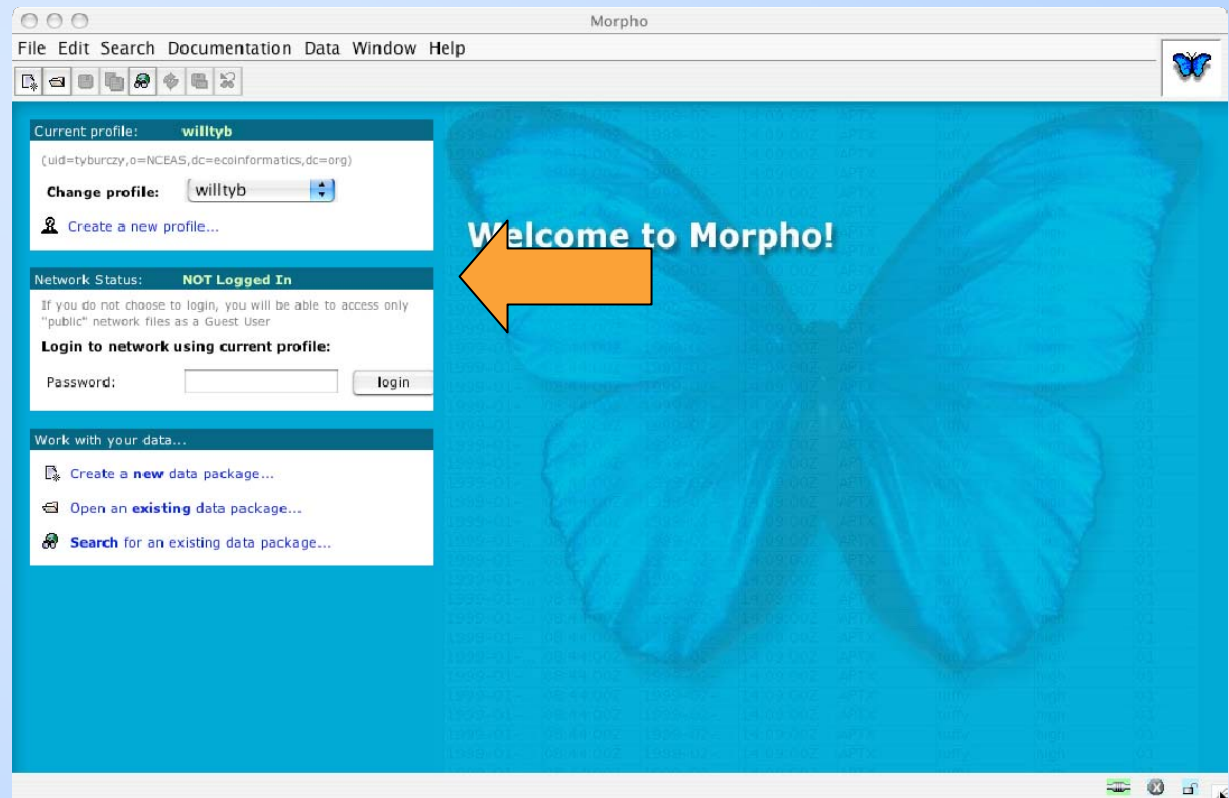 Morpho
File Edit Search Documentation Data Window Help
Current profile: willtyb
(uid=tyburczy,o=NCEAS,dc=ecoinformatics,dc=org)
Change profile: willtyb
Create a new profile...
Welcome to Morpho!
Network Status: NOT Logged In
If you do not choose to login, you will be able to access only
"public" network files as a Guest User
Login to network using current profile:
Password: login
Work with your data...
Create a new data package...
Open an existing data package...
Search for an existing data package...